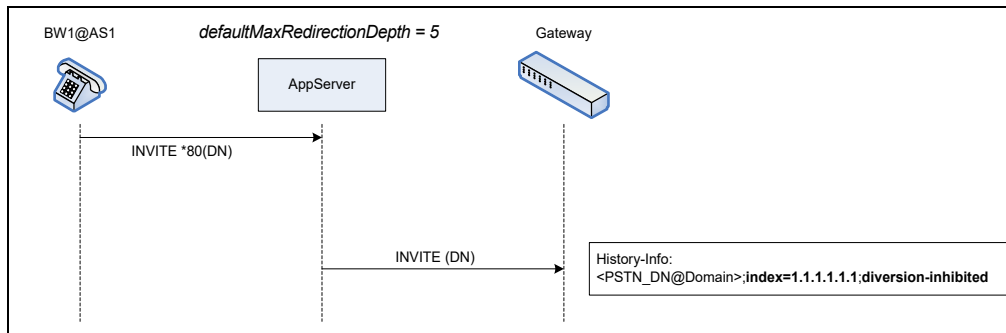 BW1@AS1
defaultMaxRedirectionDepth = 5
Gateway
AppServer
INVITE *80(DN)
INVITE (DN)
History-Info:
<PSTN_DN@Domain>;index=1.1.1.1.1.1;diversion-inhibited